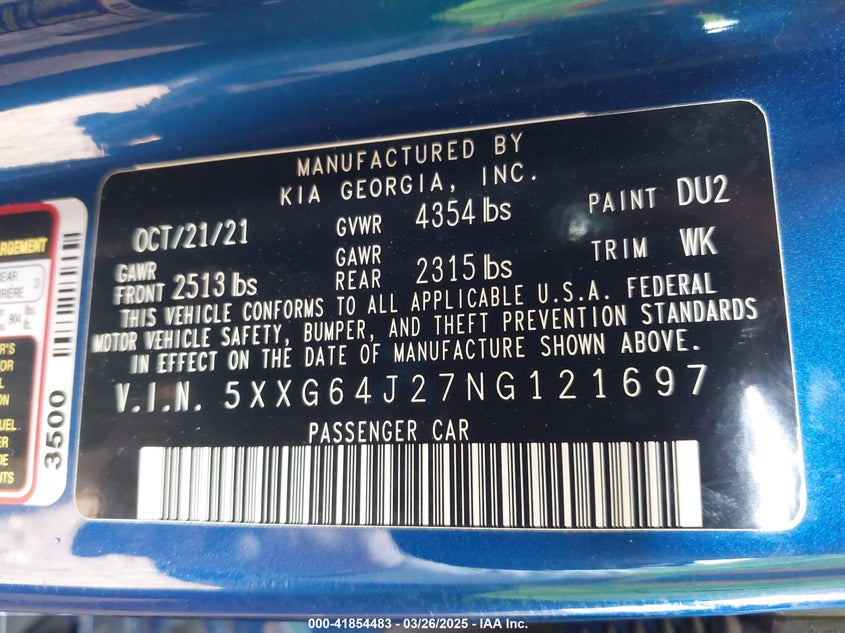 MANUFACTURED BY
KIA GEORGIA, INC.
OCT/21/21 GVWR 4354 lbs PAINT DU2
GAWR FRONT 2513 lbs GAWR REAR 2315 lbs TRIM WK
THIS VEHICLE CONFORMS TO ALL APPLICABLE U.S.A. FEDERAL
MOTOR VEHICLE SAFETY, BUMPER, AND THEFT PREVENTION STANDARDS
IN EFFECT ON THE DATE OF MANUFACTURE SHOWN ABOVE.
V.I.N. 5XXG64J27NG121697
PASSENGER CAR
3500
000-41854483 - 03/26/2025 - IAA Inc.